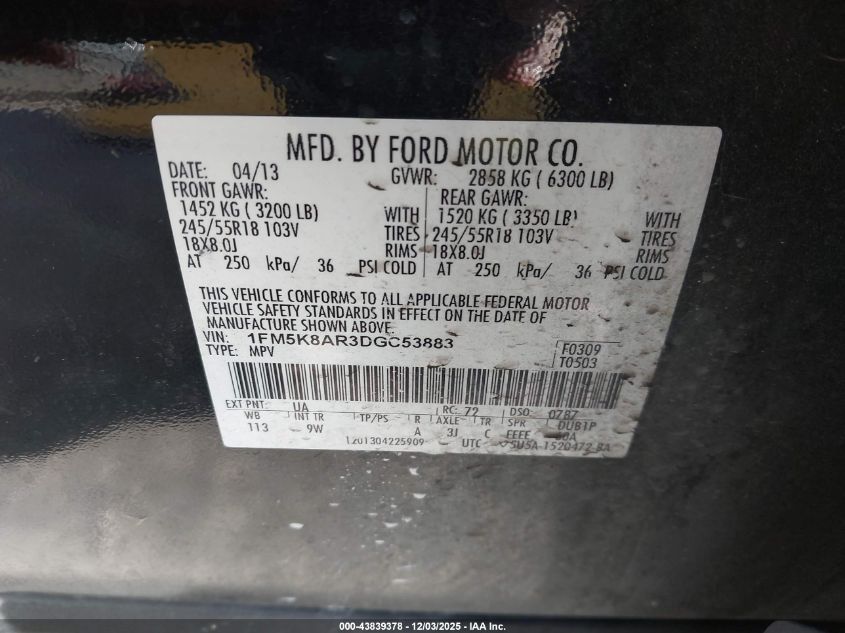 MFD. BY FORD MOTOR CO.
DATE: 04/13 GVWR: 2858 KG ( 6300 LB)
FRONT GAWR: REAR GAWR:
1452 KG ( 3200 LB) WITH 1520 KG ( 3350 LB) WITH
245/55R18 103V TIRES 245/55R18 103V TIRES
18X8.0J RIMS 18X8.0J RIMS
AT 250 kPa/ 36 PSI COLD AT 250 kPa/ 36 PSI COLD
THIS VEHICLE CONFORMS TO ALL APPLICABLE FEDERAL MOTOR
VEHICLE SAFETY STANDARDS IN EFFECT ON THE DATE OF
MANUFACTURE SHOWN ABOVE.
VIN: 1FM5K8AR3DGC53883 F0309
TYPE: MPV T0503
EXT PNT: UA RC: 72 DSO: 0787
WB INT TR TP/PS R AXLE TR SPR DUB1P
113 9W A 3J C
1Z01304225909 UTC
000-43839378 - 12/03/2025 - IAA Inc.